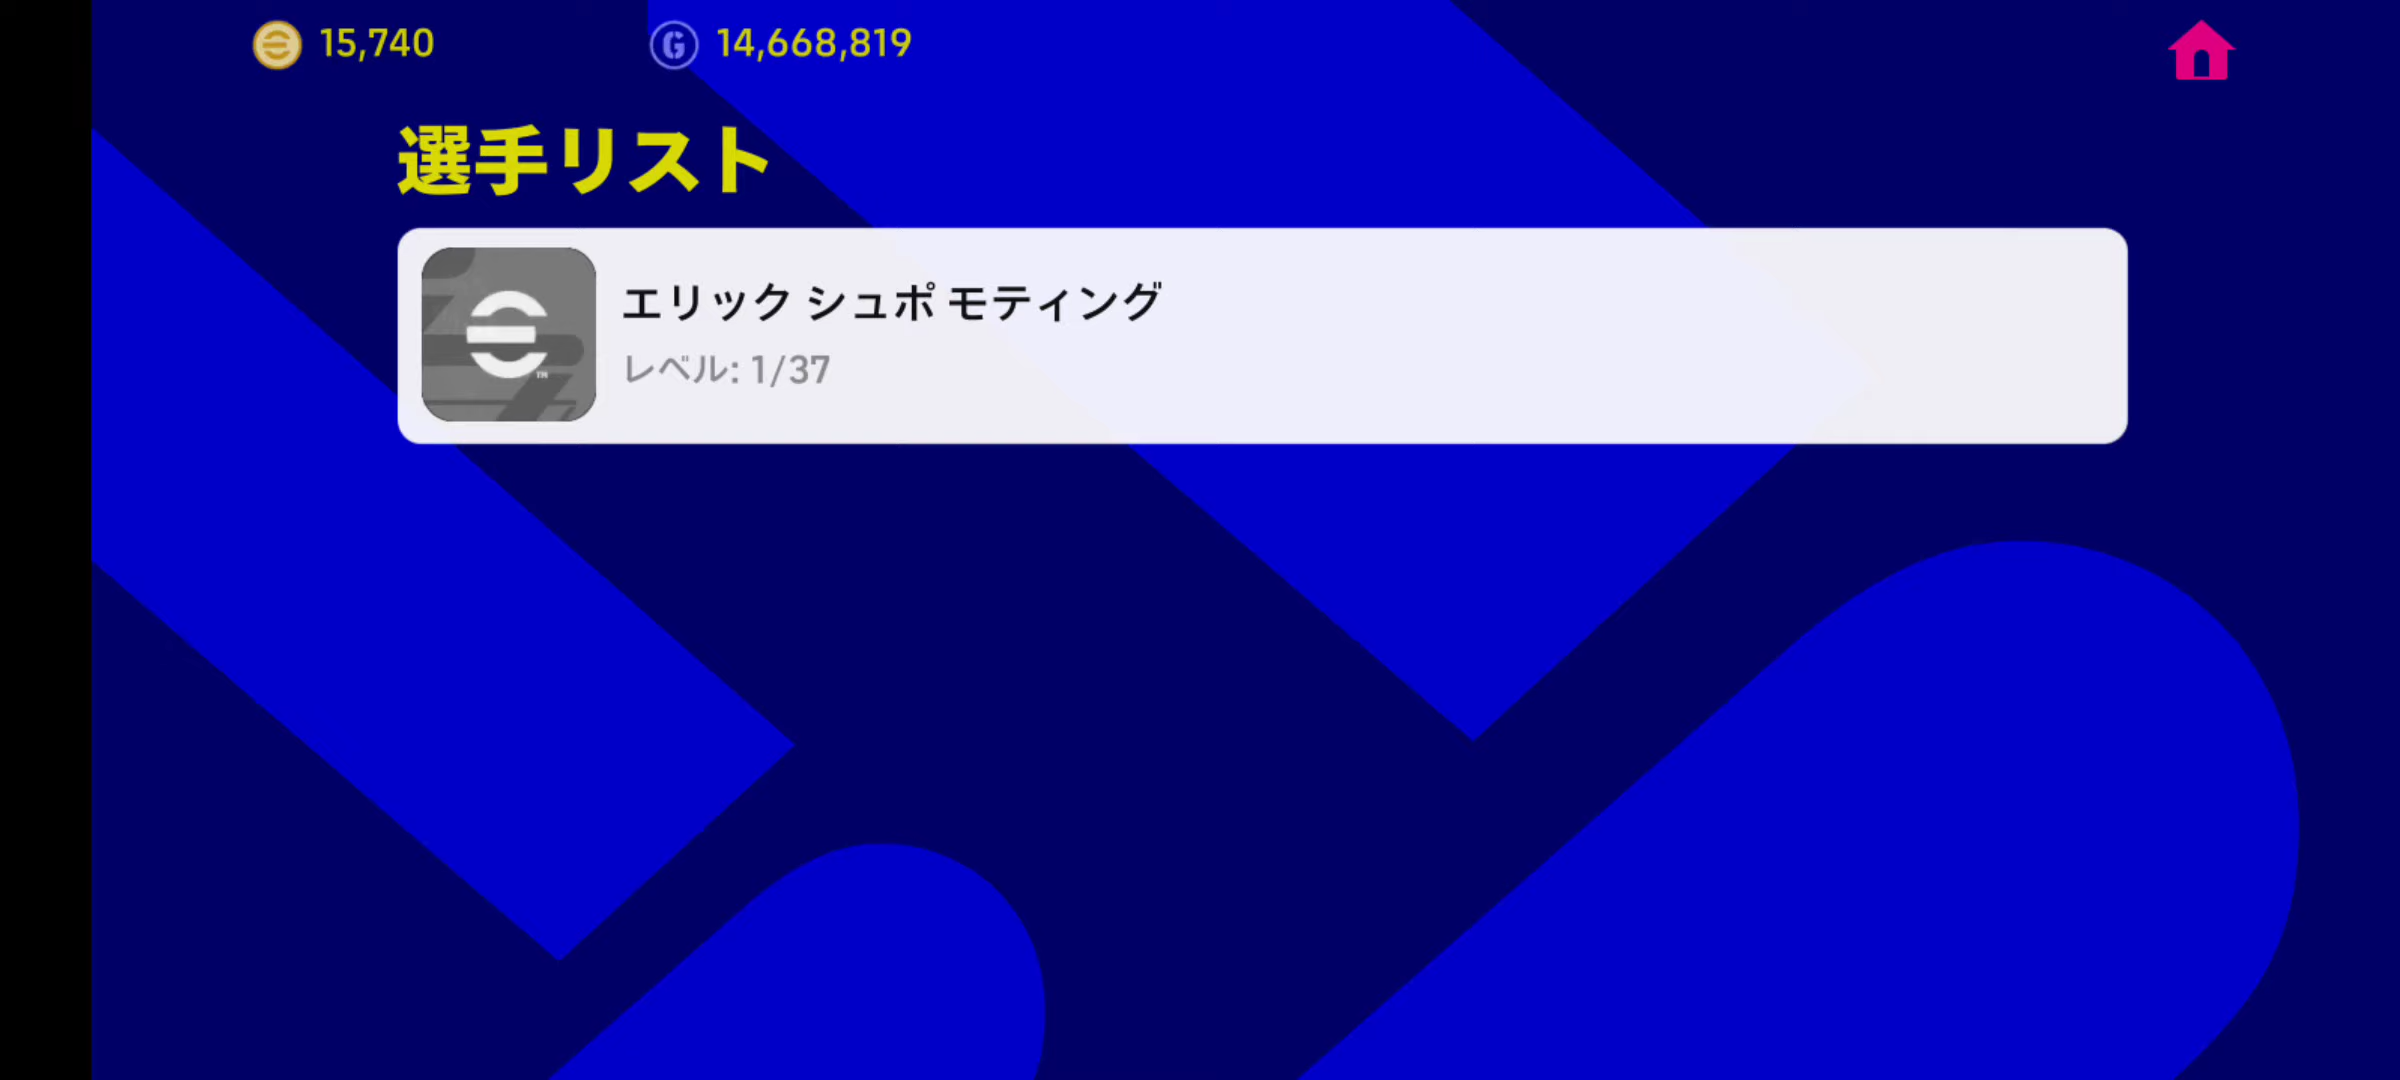 15,740
14,668,819
選手リスト
エリック シュポ モティング
レベル: 1/37